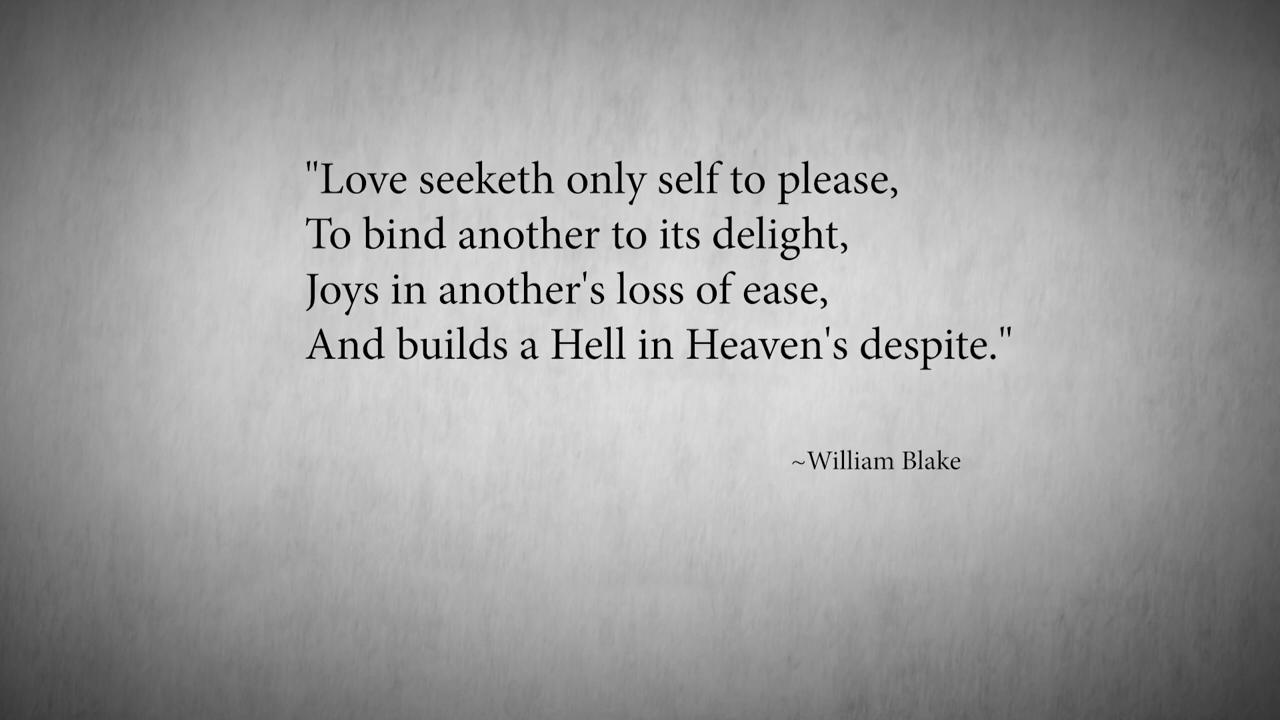 "Love seeketh only self to please,
To bind another to its delight,
Joys in another's loss of ease,
And builds a Hell in Heaven's despite."
~William Blake